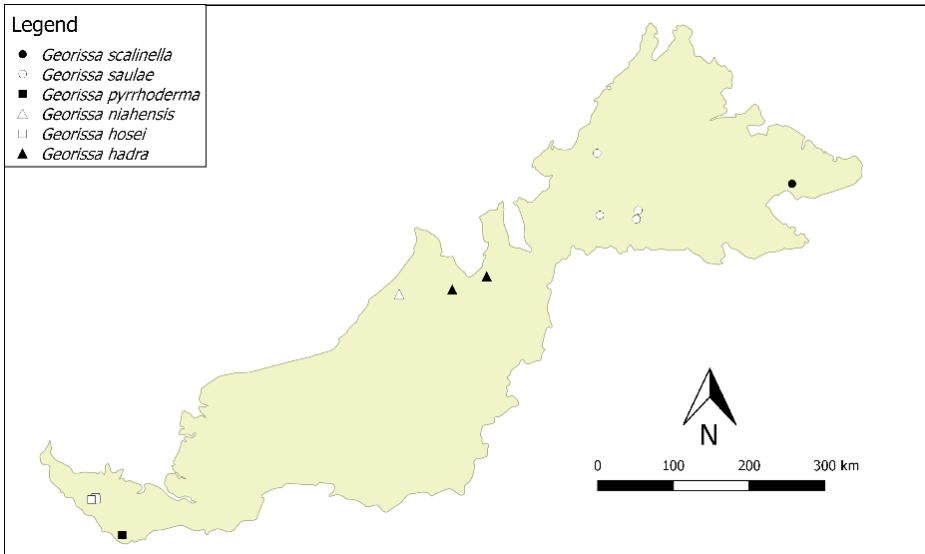 Legend
Georissa scalinella
Georissa saulae
Georissa pyrrhoderma
Georissa niahensis
Georissa hosei
Georissa hadra
N
0 100 200 300 km